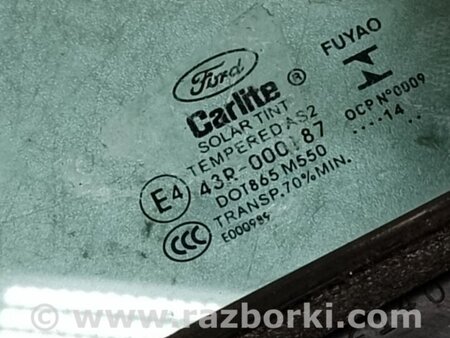 Ford
Carlite ®
SOLAR TINT
TEMPERED AS2
E4 43R-000187
DOT865 M550
TRANSP.70%MIN.
CCC E000989
FUYAO
OCP N°0009
....14...
© - www.razborki.com